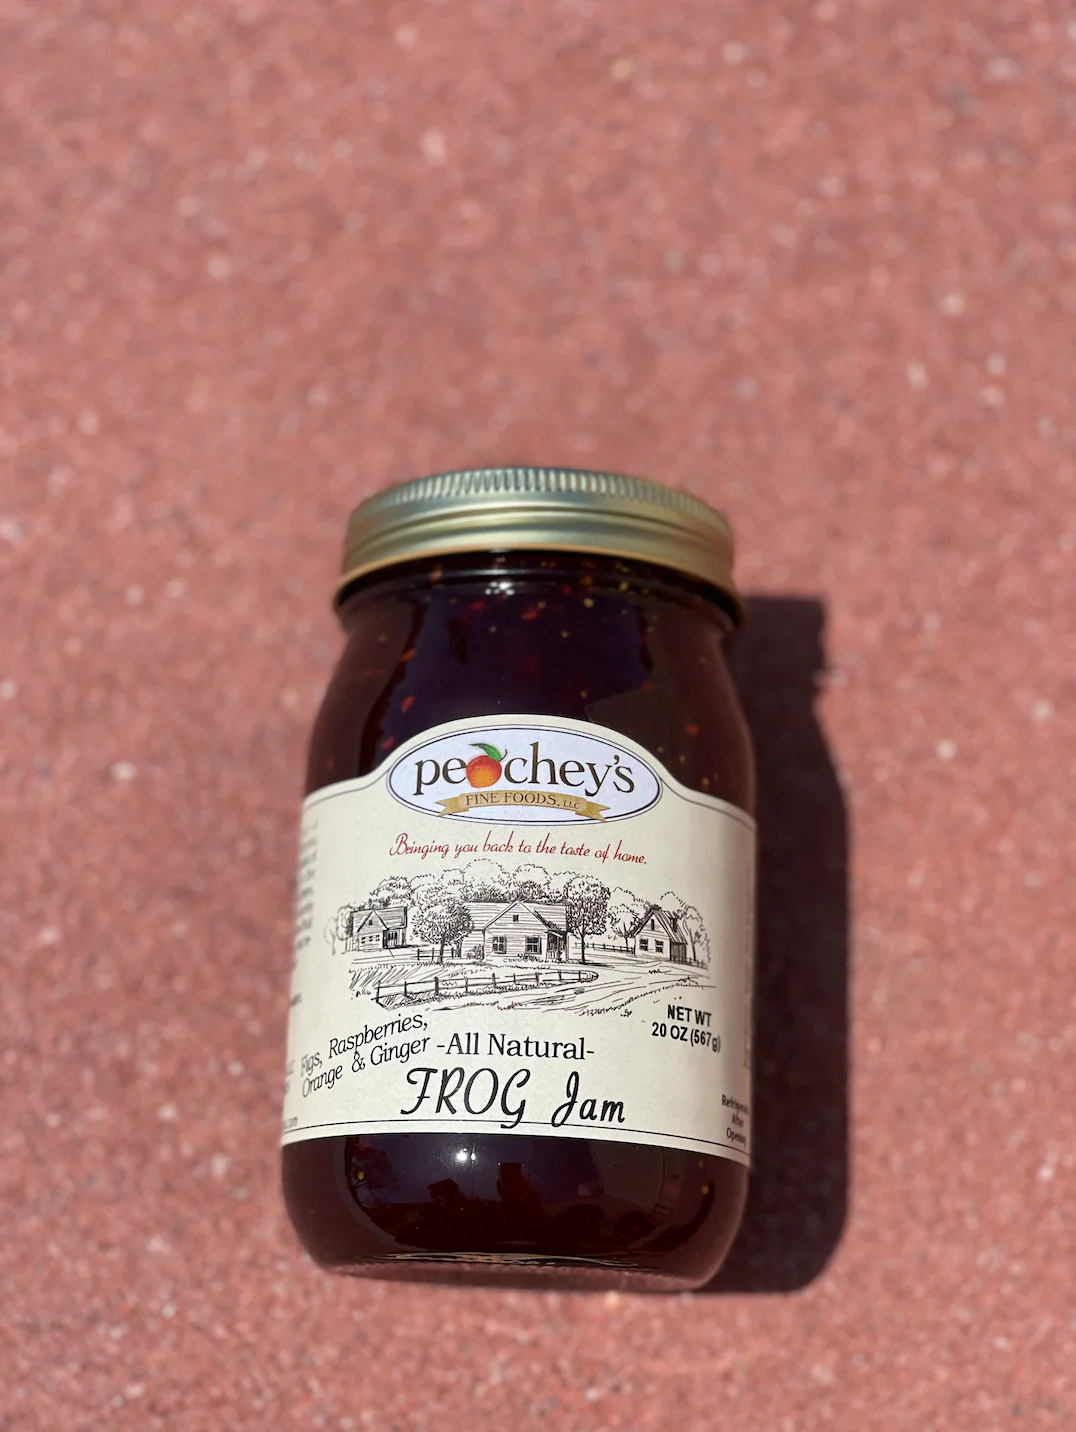 peachey's
FINE FOODS, LLC
Bringing you back to the taste of home.
NET WT
20 OZ (567g)
Figs, Raspberries,
Orange & Ginger
-All Natural-
FROG Jam
After